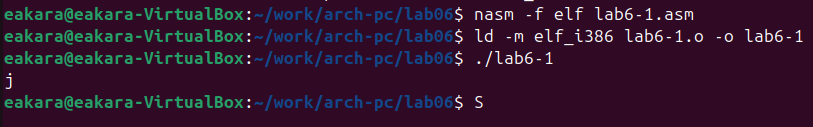 eakara@eakara-VirtualBox:~/work/arch-pc/lab06$ nasm -f elf lab6-1.asm
eakara@eakara-VirtualBox:~/work/arch-pc/lab06$ ld -m elf_i386 lab6-1.o -o lab6-1
eakara@eakara-VirtualBox:~/work/arch-pc/lab06$ ./lab6-1
j
eakara@eakara-VirtualBox:~/work/arch-pc/lab06$ S